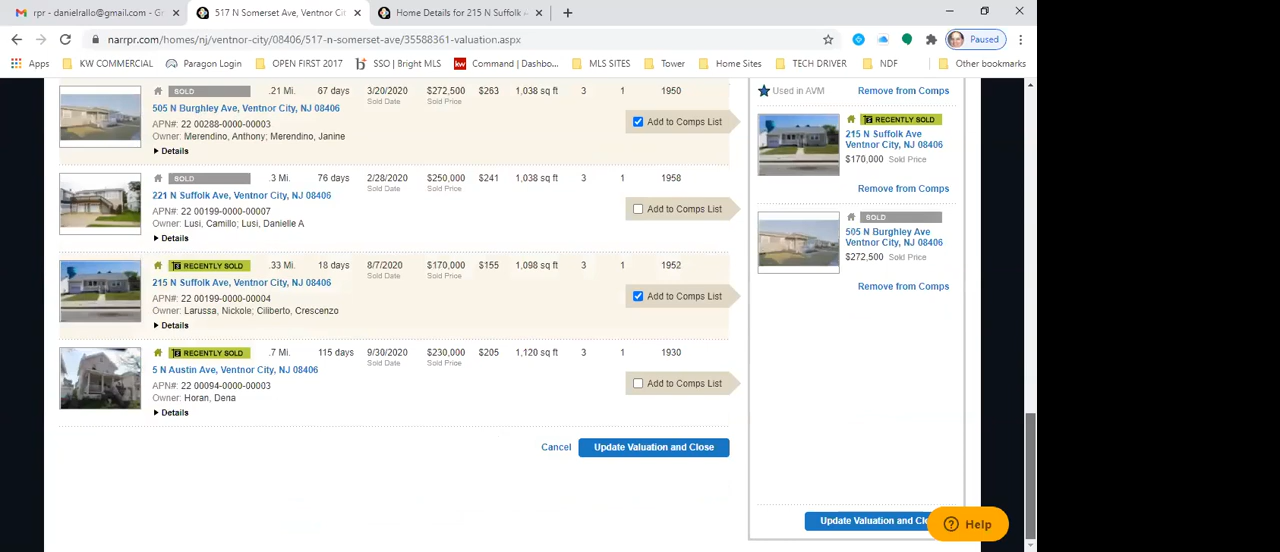 rpr - danielrallo@gmail.com - G
517 N Somerset Ave, Ventnor Cit
Home Details for 215 N Suffolk
narrpr.com/homes/nj/ventnor-city/08406/517-n-somerset-ave/35588361-valuation.aspx
Paused
Apps
KW COMMERCIAL
Paragon Login
OPEN FIRST 2017
SSO | Bright MLS
Command | Dashbo...
MLS SITES
Tower
Home Sites
TECH DRIVER
NDF
Other bookmarks
SOLD .21 Mi. 67 days 3/20/2020 $272,500 $263 1,038 sq ft 3 1 1950
Sold Date Sold Price
505 N Burghley Ave, Ventnor City, NJ 08406
APN#: 22 00288-0000-00003
Add to Comps List
Owner: Merendino, Anthony; Merendino, Janine
Details
SOLD .3 Mi. 76 days 2/28/2020 $250,000 $241 1,038 sq ft 3 1 1958
Sold Date Sold Price
221 N Suffolk Ave, Ventnor City, NJ 08406
APN#: 22 00199-0000-00007
Add to Comps List
Owner: Lusi, Camillo; Lusi, Danielle A
Details
RECENTLY SOLD .33 Mi. 18 days 8/7/2020 $170,000 $155 1,098 sq ft 3 1 1952
Sold Date Sold Price
215 N Suffolk Ave, Ventnor City, NJ 08406
APN#: 22 00199-0000-00004
Add to Comps List
Owner: Larussa, Nickole; Ciliberto, Crescenzo
Details
RECENTLY SOLD .7 Mi. 115 days 9/30/2020 $230,000 $205 1,120 sq ft 3 1 1930
Sold Date Sold Price
5 N Austin Ave, Ventnor City, NJ 08406
APN#: 22 00094-0000-00003
Add to Comps List
Owner: Horan, Dena
Details
Cancel
Update Valuation and Close
Used in AVM
Remove from Comps
RECENTLY SOLD
215 N Suffolk Ave
Ventnor City, NJ 08406
$170,000 Sold Price
Remove from Comps
SOLD
505 N Burghley Ave
Ventnor City, NJ 08406
$272,500 Sold Price
Remove from Comps
Update Valuation and Clo
Help